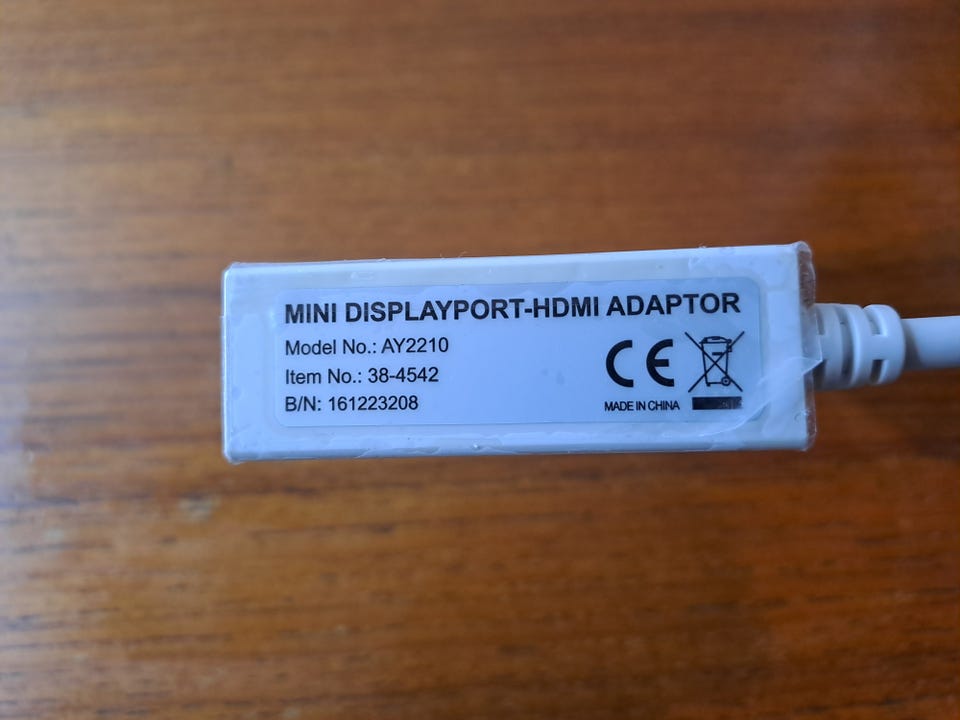 MINI DISPLAYPORT-HDMI ADAPTOR
Model No.: AY2210
Item No.: 38-4542
B/N: 161223208
CE
MADE IN CHINA